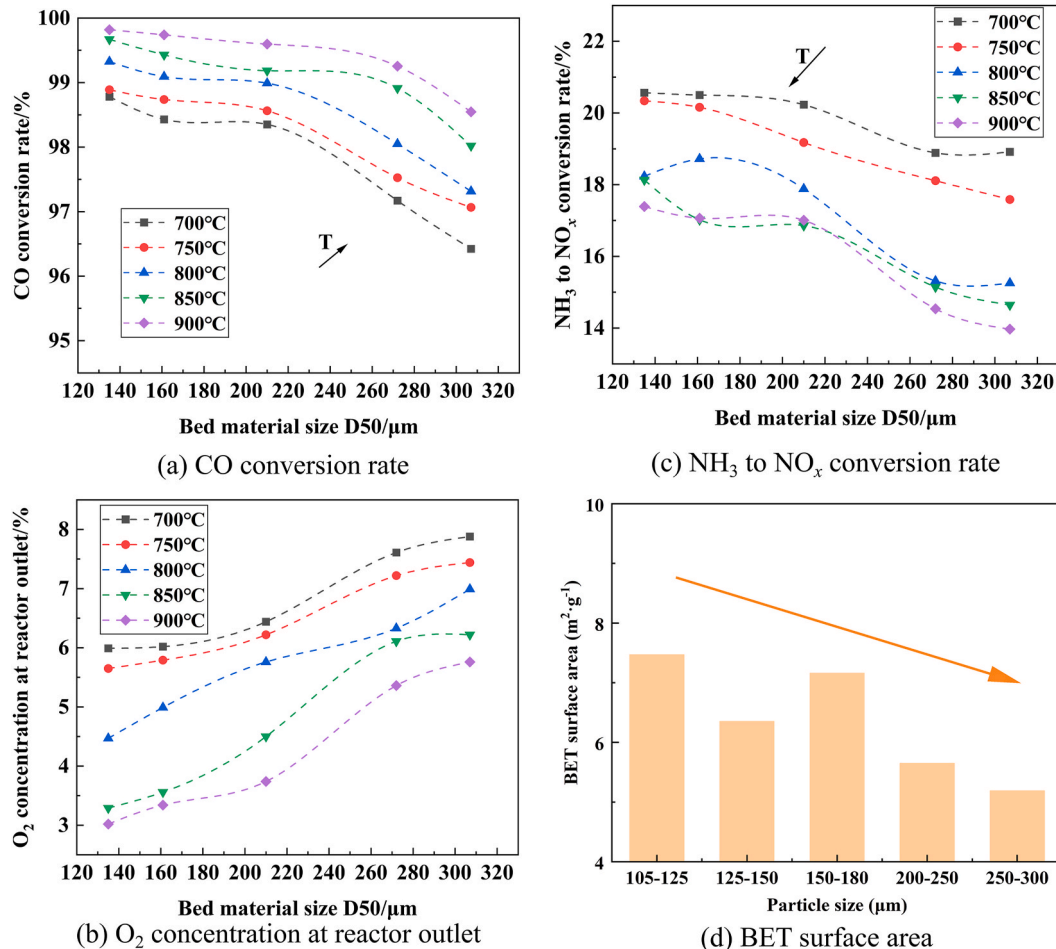 100
99
98
97
96
95
CO conversion rate/%
700°C
750°C
800°C
850°C
900°C
T
120 140 160 180 200 220 240 260 280 300 320
Bed material size D50/μm
(a) CO conversion rate
22
20
18
16
14
NH₃ to NOₓ conversion rate/%
700°C
750°C
800°C
850°C
900°C
T
120 140 160 180 200 220 240 260 280 300 320
Bed material size D50/μm
(c) NH₃ to NOₓ conversion rate
8
7
6
5
4
3
O₂ concentration at reactor outlet/%
700°C
750°C
800°C
850°C
900°C
120 140 160 180 200 220 240 260 280 300 320
Bed material size D50/μm
(b) O₂ concentration at reactor outlet
10
8
6
4
BET surface area (m²·g⁻¹)
105-125 125-150 150-180 200-250 250-300
Particle size (μm)
(d) BET surface area